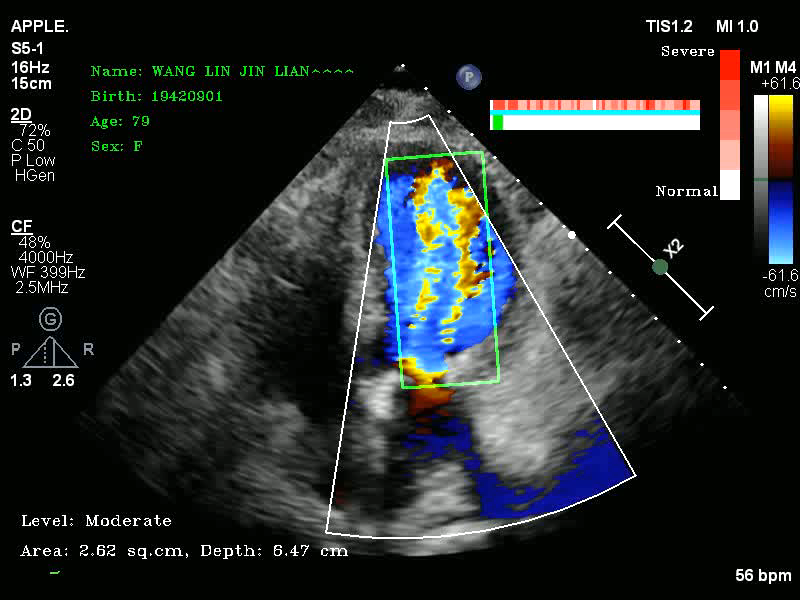 APPLE.
TIS1.2 MI 1.0
S5-1
16Hz
15cm
2D
72%
C 50
P Low
HGen
CF
48%
4000Hz
WF 399Hz
2.5MHz
G
P R
1.3 2.6
Name: WANG LIN JIN LIAN^^^^
Birth: 19420901
Age: 79
Sex: F
P
Severe
Normal
M1 M4
+61.6
-61.6
cm/s
X2
Level: Moderate
Area: 2.62 sq.cm, Depth: 6.47 cm
56 bpm